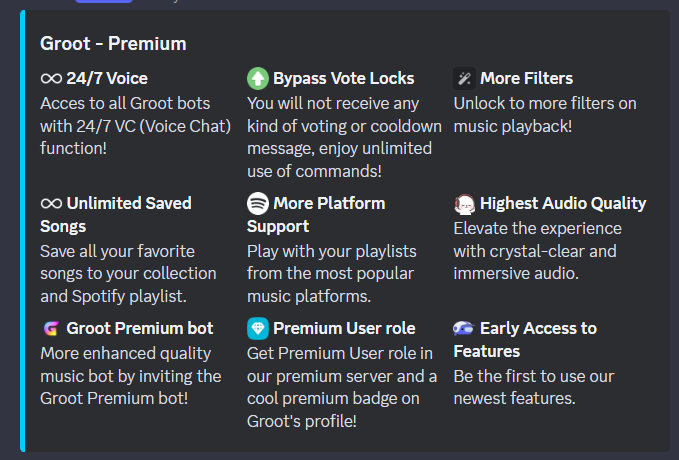 Groot - Premium
24/7 Voice
Acces to all Groot bots
with 24/7 VC (Voice Chat)
function!
Bypass Vote Locks
You will not receive any
kind of voting or cooldown
message, enjoy unlimited
use of commands!
More Filters
Unlock to more filters on
music playback!
Unlimited Saved
Songs
Save all your favorite
songs to your collection
and Spotify playlist.
More Platform
Support
Play with your playlists
from the most popular
music platforms.
Highest Audio Quality
Elevate the experience
with crystal-clear and
immersive audio.
Groot Premium bot
More enhanced quality
music bot by inviting the
Groot Premium bot!
Premium User role
Get Premium User role in
our premium server and a
cool premium badge on
Groot's profile!
Early Access to
Features
Be the first to use our
newest features.